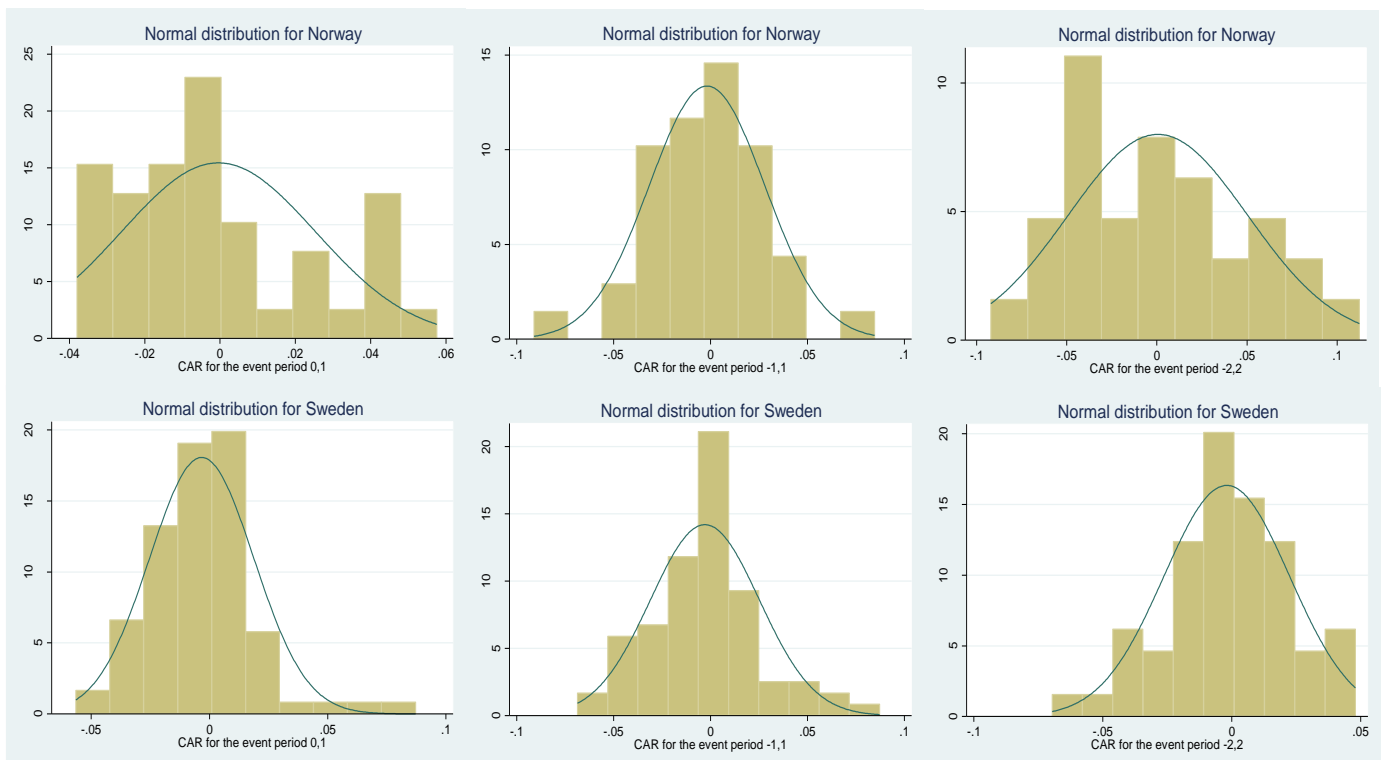 Normal distribution for Norway
25
20
15
10
5
0
-.04 -.02 0 .02 .04 .06
CAR for the event period 0,1
Normal distribution for Norway
15
10
5
0
-.1 -.05 0 .05 .1
CAR for the event period -1,1
Normal distribution for Norway
10
5
0
-.1 -.05 0 .05 .1
CAR for the event period -2,2
Normal distribution for Sweden
20
15
10
5
0
-.05 0 .05 .1
CAR for the event period 0,1
Normal distribution for Sweden
20
15
10
5
0
-.1 -.05 0 .05 .1
CAR for the event period -1,1
Normal distribution for Sweden
20
15
10
5
0
-.1 -.05 0 .05
CAR for the event period -2,2